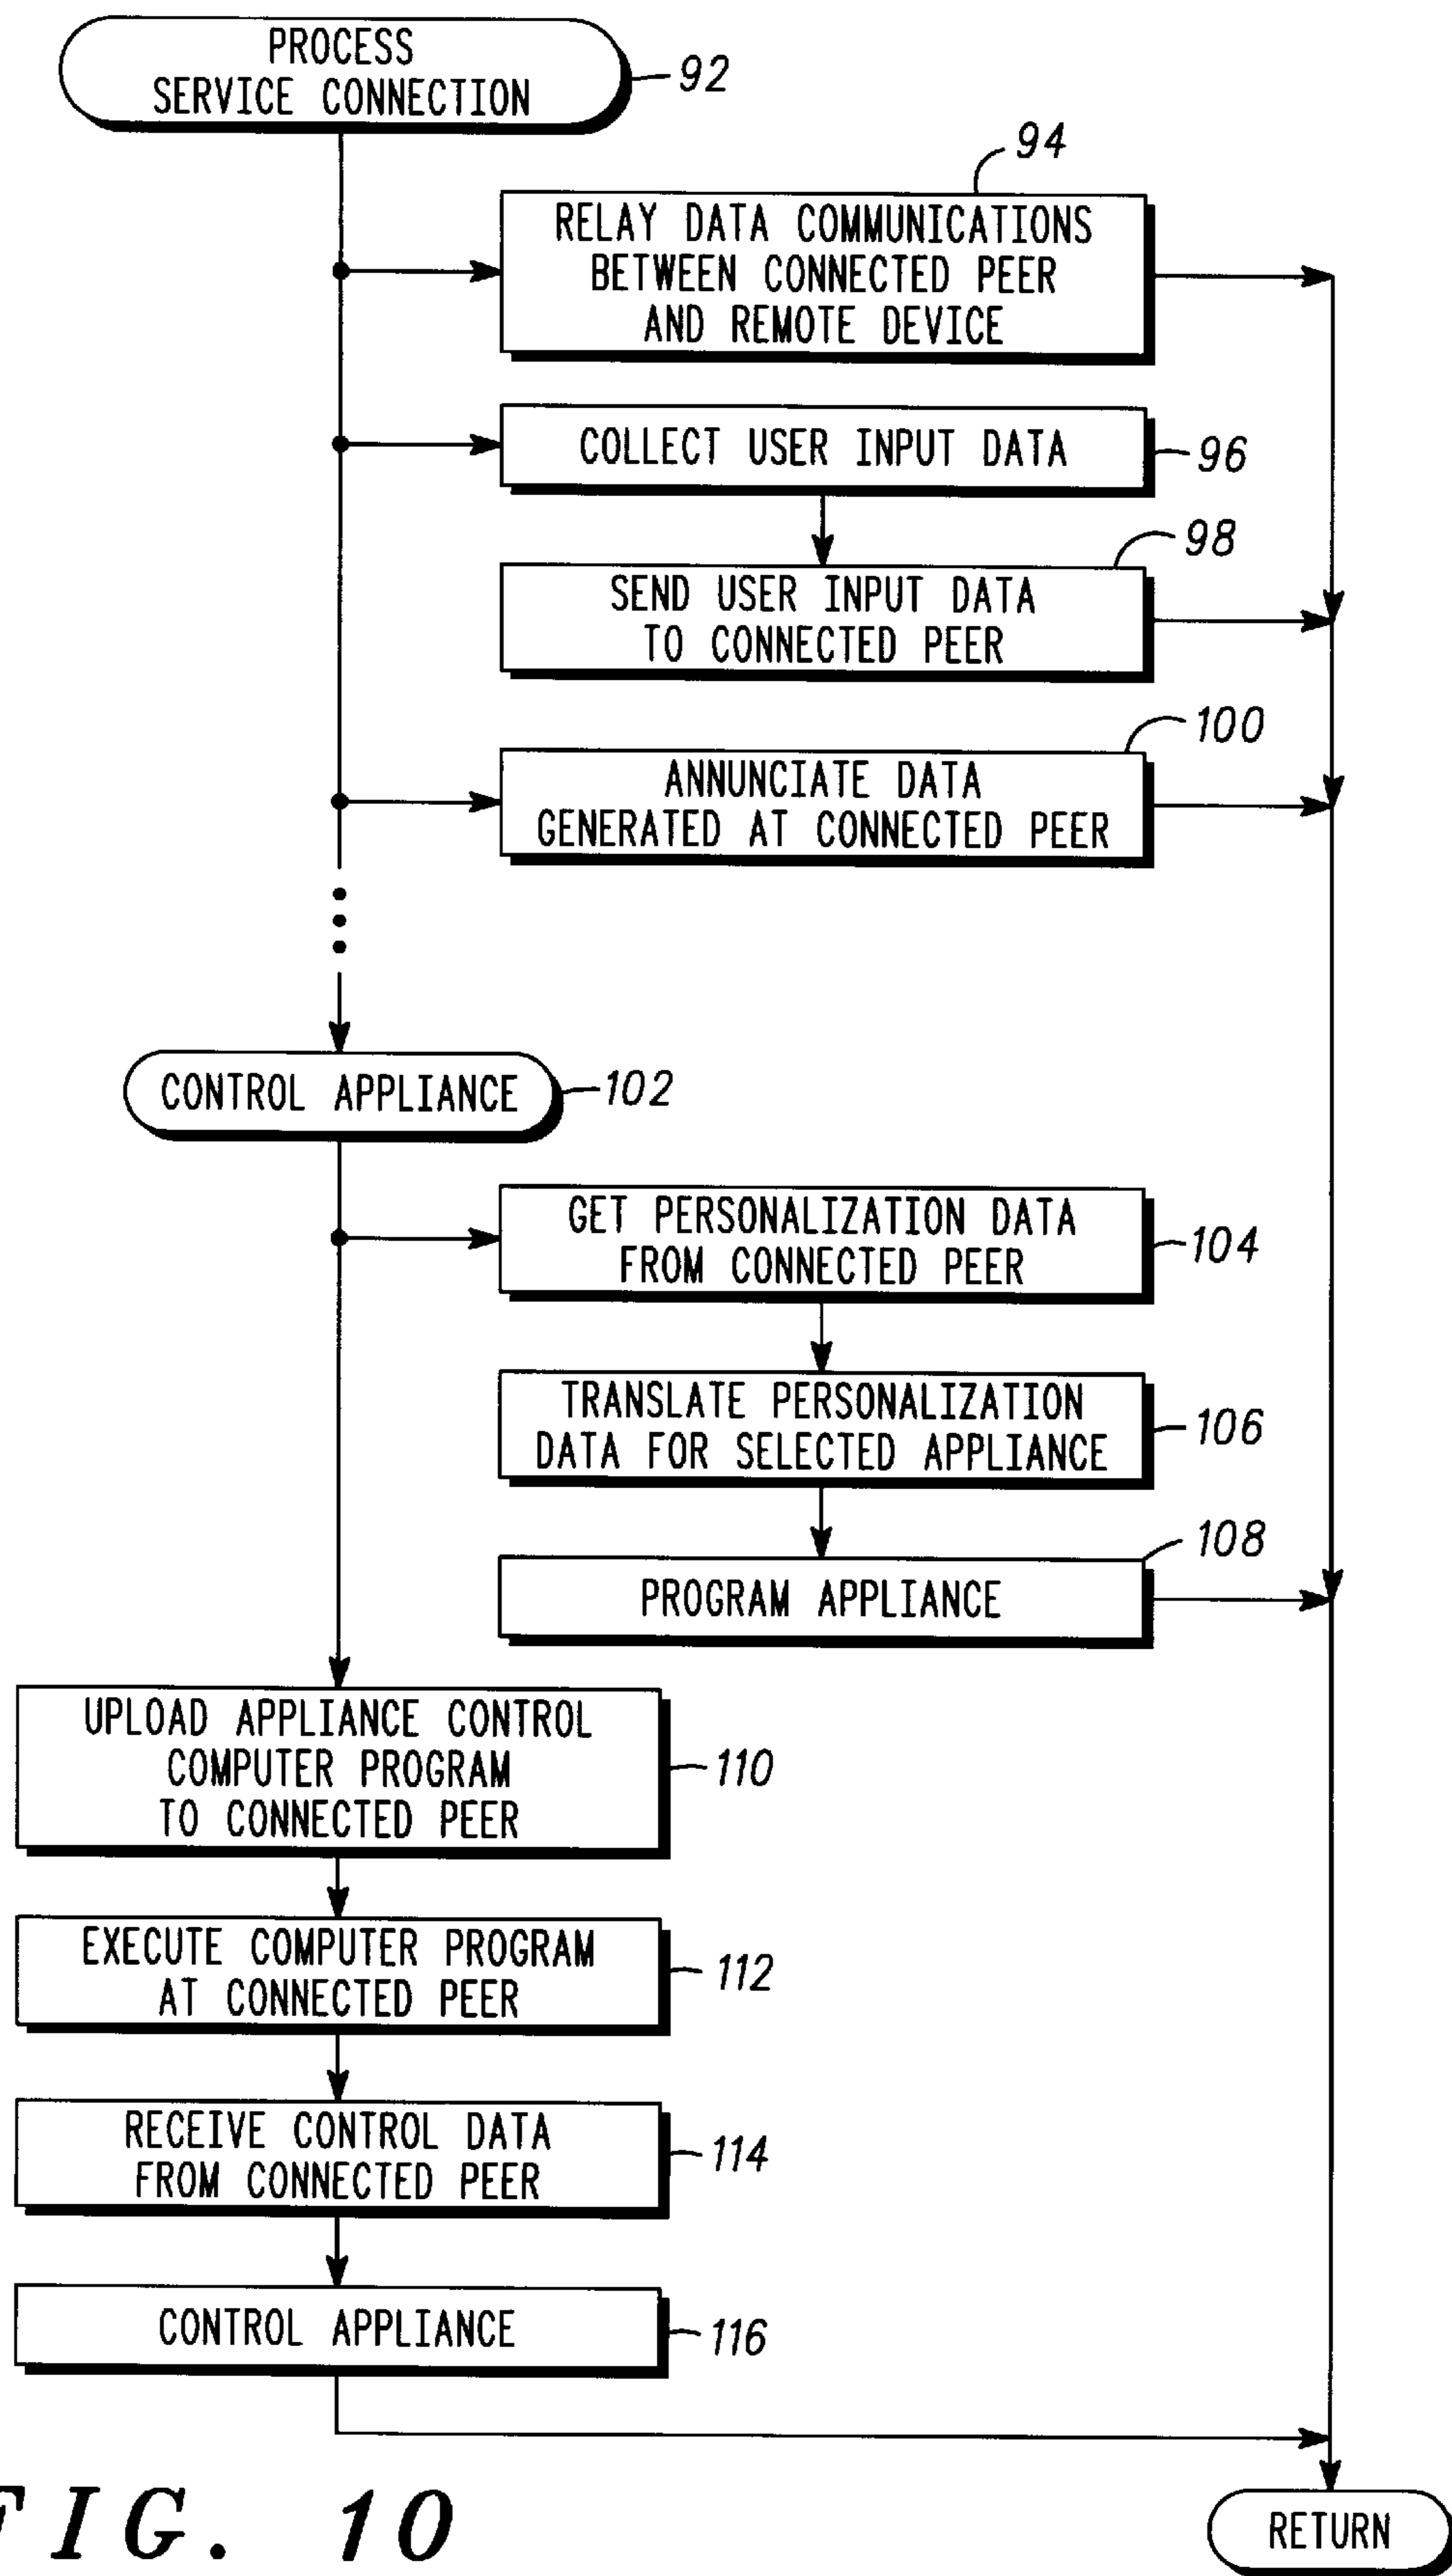 PROCESS
SERVICE CONNECTION
92
94
RELAY DATA COMMUNICATIONS
BETWEEN CONNECTED PEER
AND REMOTE DEVICE
COLLECT USER INPUT DATA
96
98
SEND USER INPUT DATA
TO CONNECTED PEER
100
ANNUNCIATE DATA
GENERATED AT CONNECTED PEER
CONTROL APPLIANCE
102
GET PERSONALIZATION DATA
FROM CONNECTED PEER
104
TRANSLATE PERSONALIZATION
DATA FOR SELECTED APPLIANCE
106
108
PROGRAM APPLIANCE
UPLOAD APPLIANCE CONTROL
COMPUTER PROGRAM
TO CONNECTED PEER
110
EXECUTE COMPUTER PROGRAM
AT CONNECTED PEER
112
RECEIVE CONTROL DATA
FROM CONNECTED PEER
114
CONTROL APPLIANCE
116
RETURN
FIG. 10